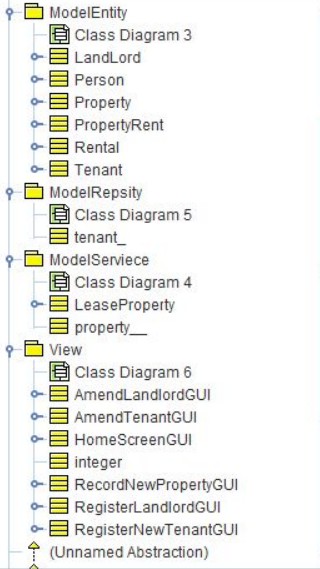 ModelEntity
Class Diagram 3
LandLord
Person
Property
PropertyRent
Rental
Tenant
ModelRepsity
Class Diagram 5
tenant_
ModelServiece
Class Diagram 4
LeaseProperty
property__
View
Class Diagram 6
AmendLandlordGUI
AmendTenantGUI
HomeScreenGUI
integer
RecordNewPropertyGUI
RegisterLandlordGUI
RegisterNewTenantGUI
(Unnamed Abstraction)